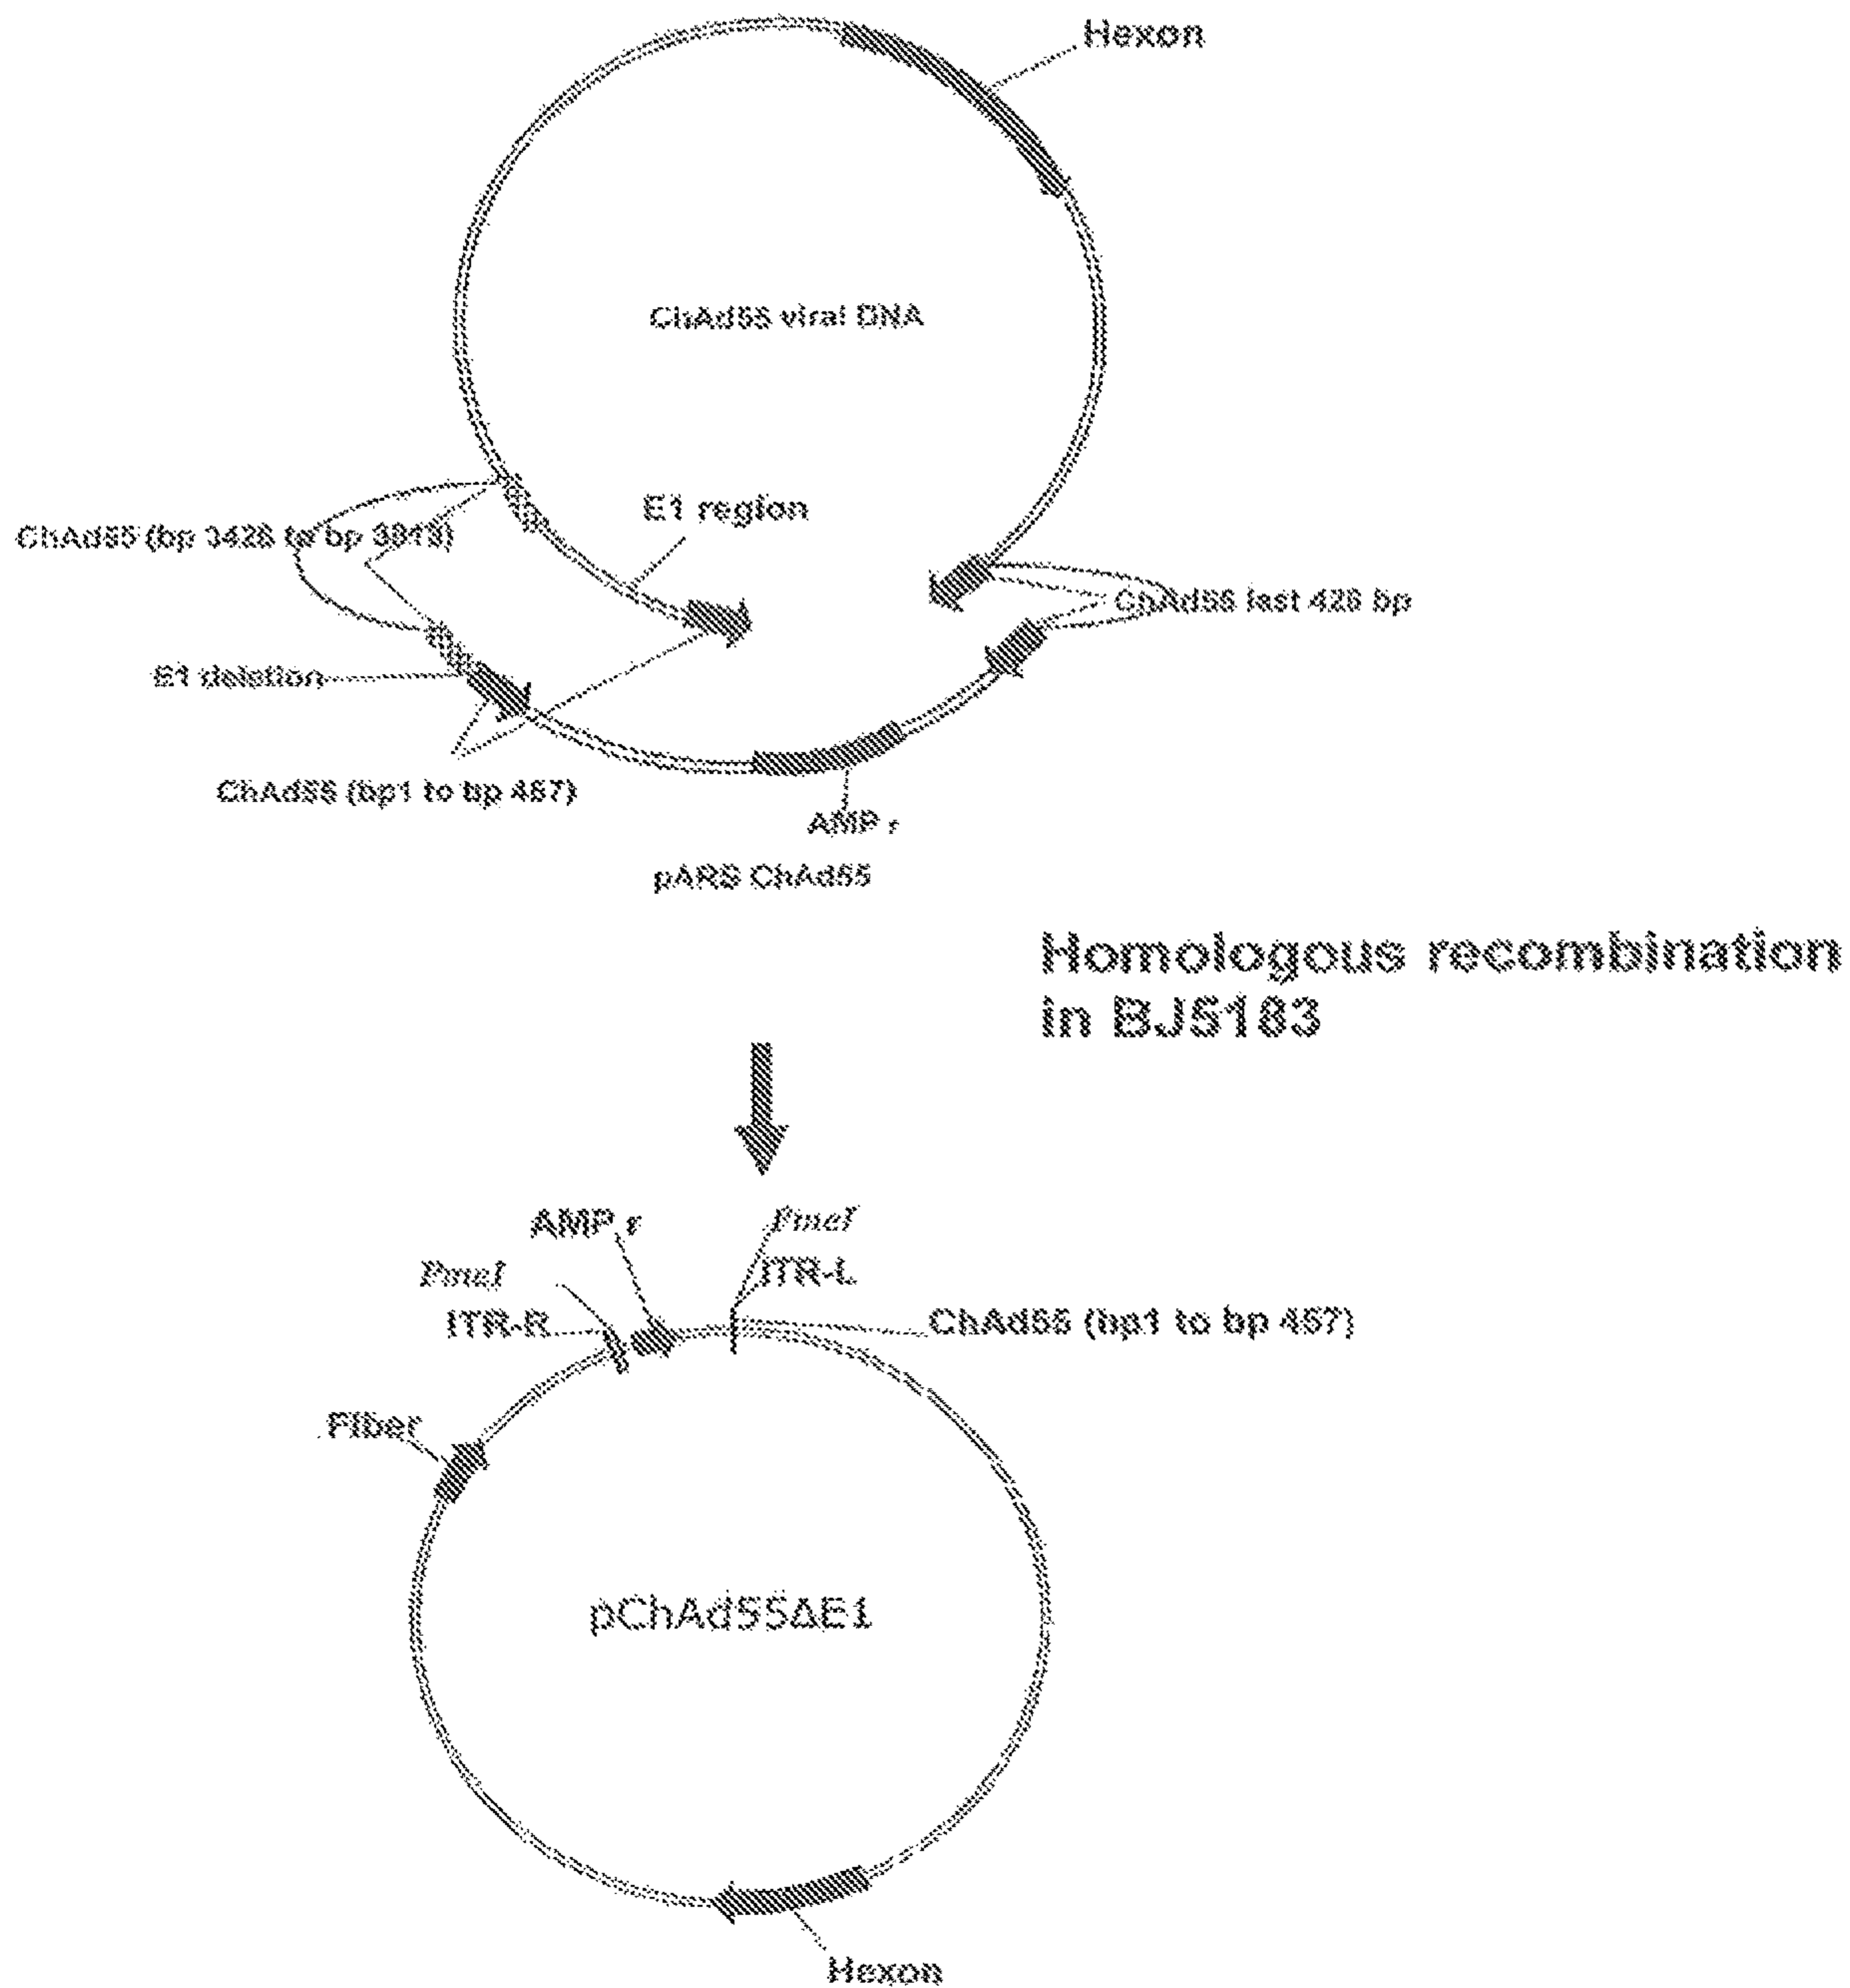 Hexon
ChAd55 viral DNA
E1 region
ChAd55 (bp 3428 to bp 3813)
ChAd55 last 428 bp
E1 deletion
ChAd55 (bp1 to bp 457)
AMP r
pARS ChAd55
Homologous recombination
in BJ5183
AMP r
PmeI
PmeI
ITR-L
ITR-R
ChAd55 (bp1 to bp 457)
Fiber
pChAd55ΔE1
Hexon